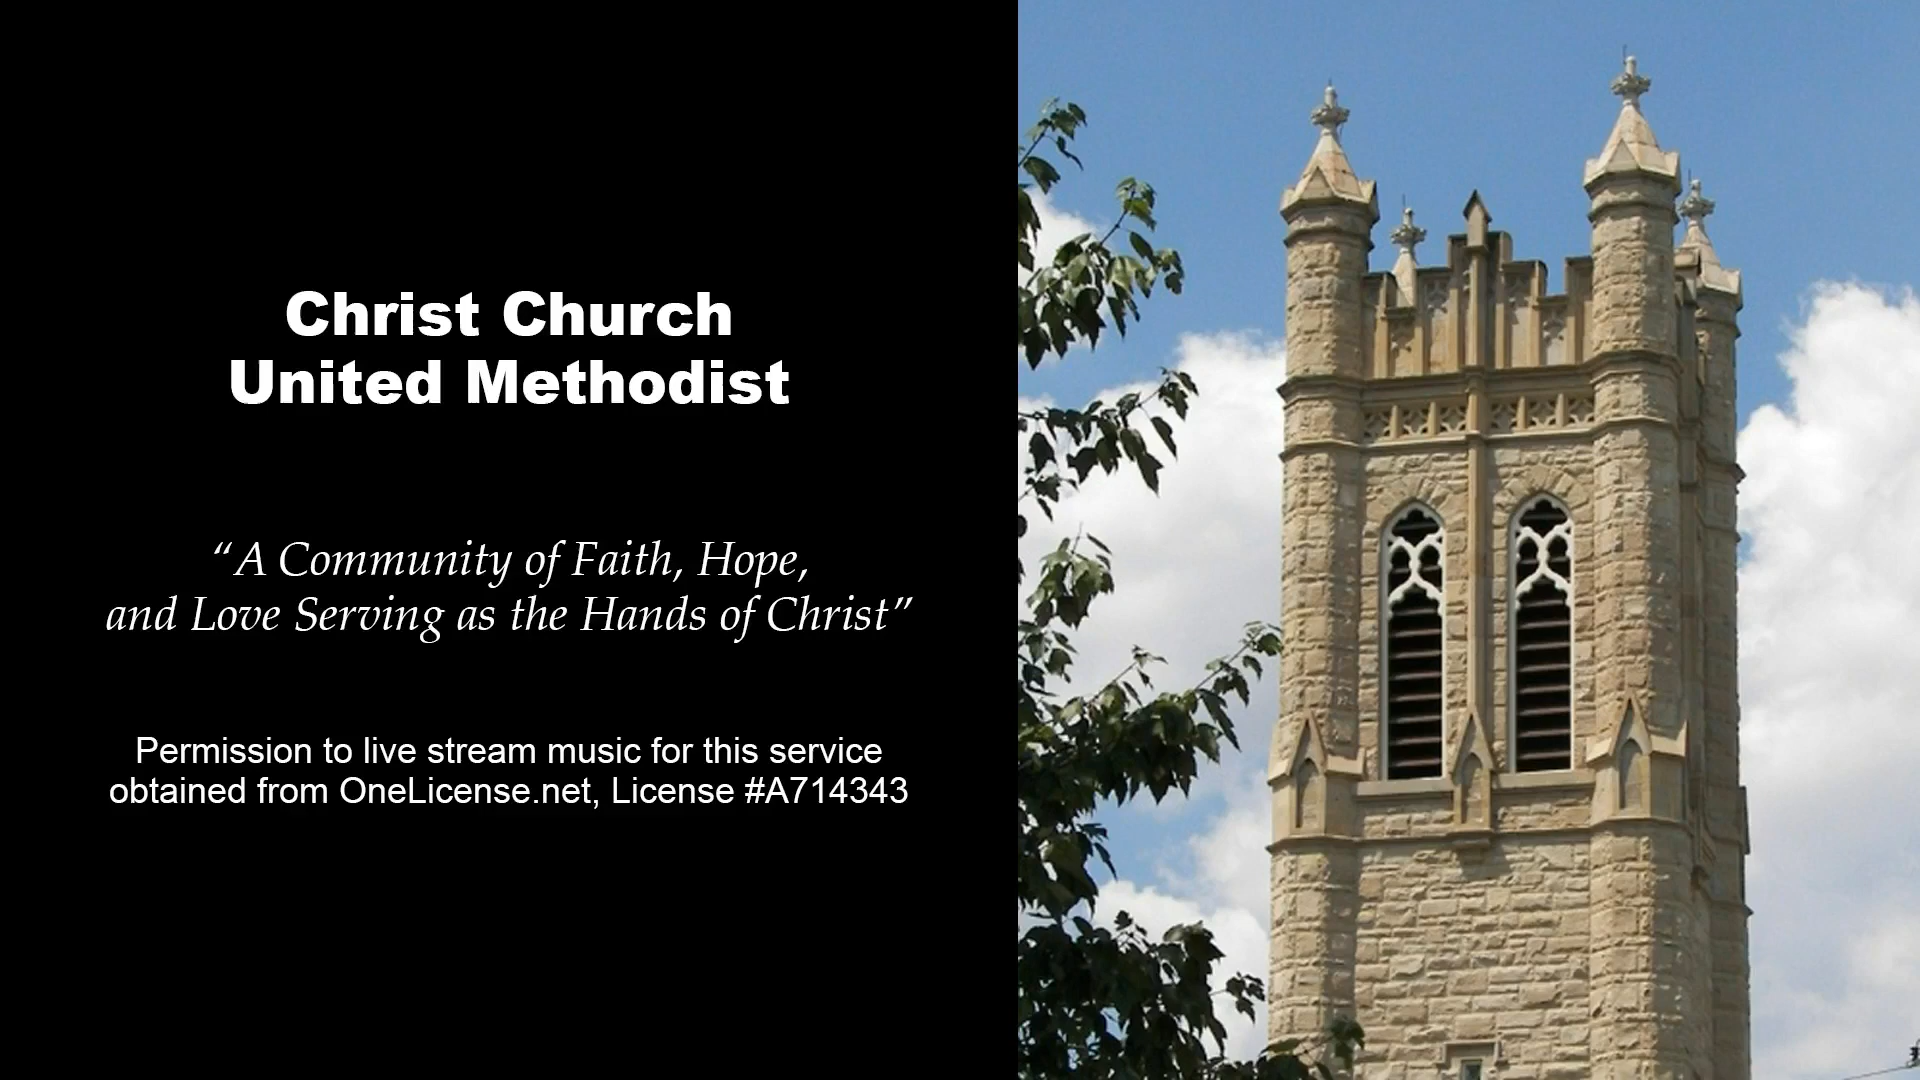 Christ Church
United Methodist
“A Community of Faith, Hope,
and Love Serving as the Hands of Christ”
Permission to live stream music for this service
obtained from OneLicense.net, License #A714343